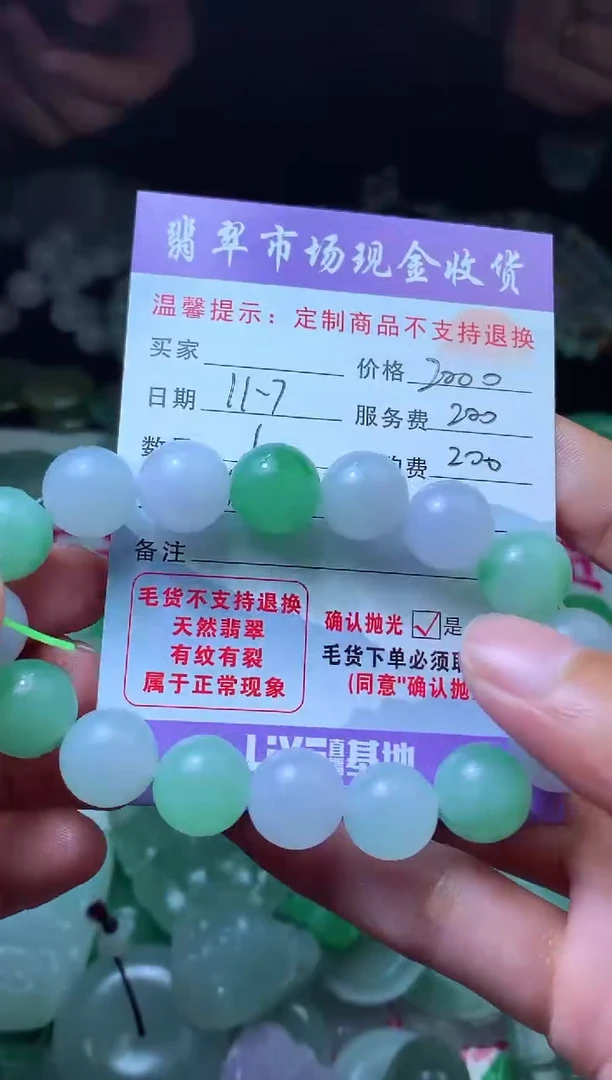 翡翠市场现金收货
温馨提示：定制商品不支持退换
买家 价格 2000
日期 11-7 服务费 200
费 200
备注
毛货不支持退换
天然翡翠
有纹有裂
属于正常现象
确认抛光 ☑是
毛货下单必须
(同意"确认抛
基地